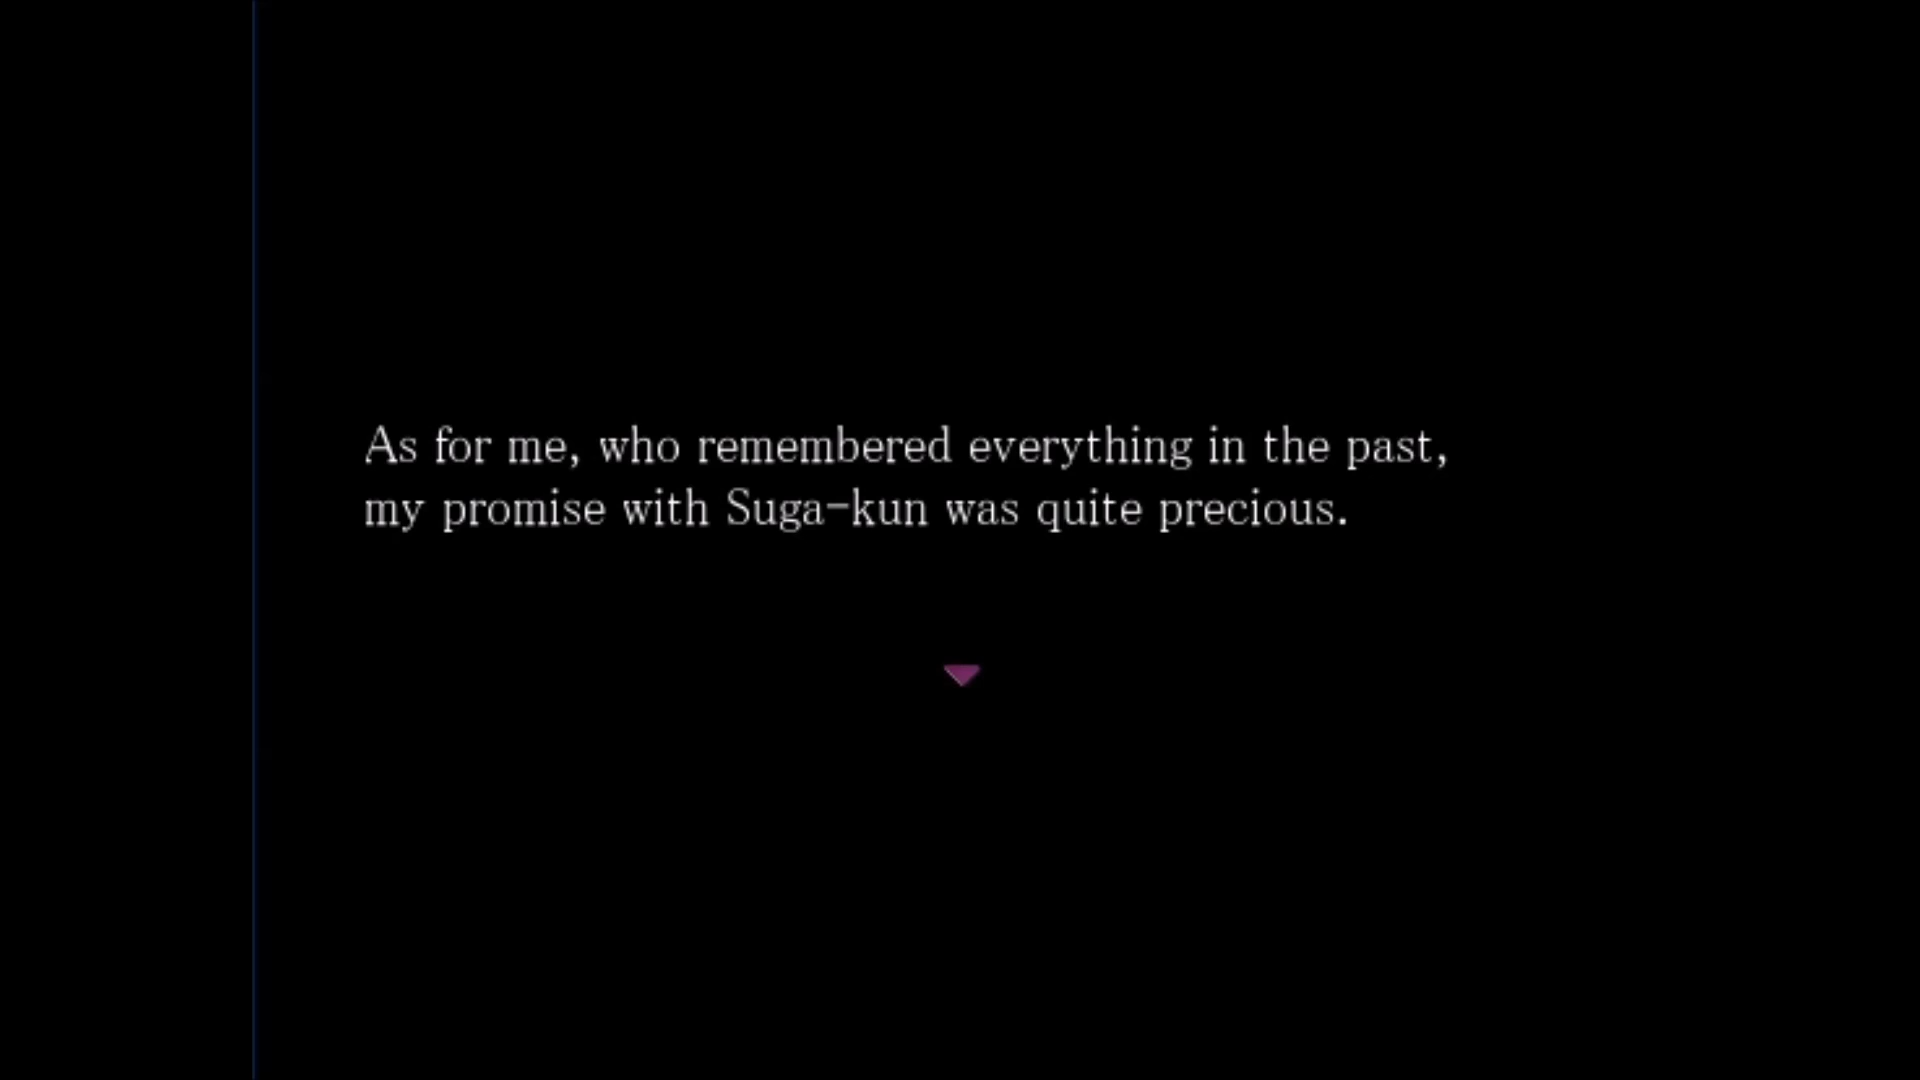 As for me, who remembered everything in the past,
my promise with Suga-kun was quite precious.